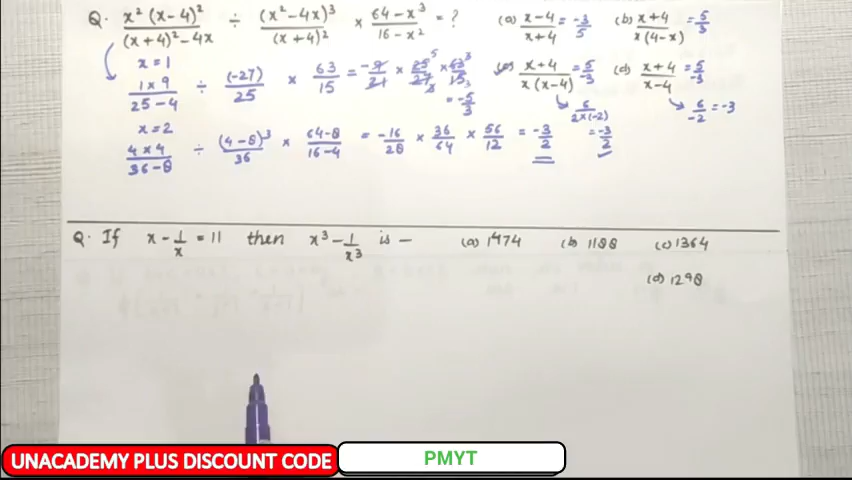 Q. x² (x-4)² / (x+4)² - 4x ÷ (x² - 4x)³ / (x+4)² × 64 - x³ / 16 - x² = ? (a) x-4 / x+4 = -3/5 (b) x+4 / x(4-x) = 5/3
x = 1
1 × 9 / 25 - 4 ÷ (-27) / 25 × 63 / 15 = -9/21 × 25/27 × 63/15 = -5/3 (c) x+4 / x(x-4) = 5/-3 (d) x+4 / x-4 = 5/-3
6 / 2×(-2) = -3/2 6/-2 = -3
x = 2
4 × 4 / 36 - 8 ÷ (4-8)³ / 36 × 64-8 / 16-4 = -16/28 × 36/64 × 56/12 = -3/2
Q. If x - 1/x = 11 then x³ - 1/x³ is - (a) 1474 (b) 1188 (c) 1364
(d) 1298
UNACADEMY PLUS DISCOUNT CODE PMYT